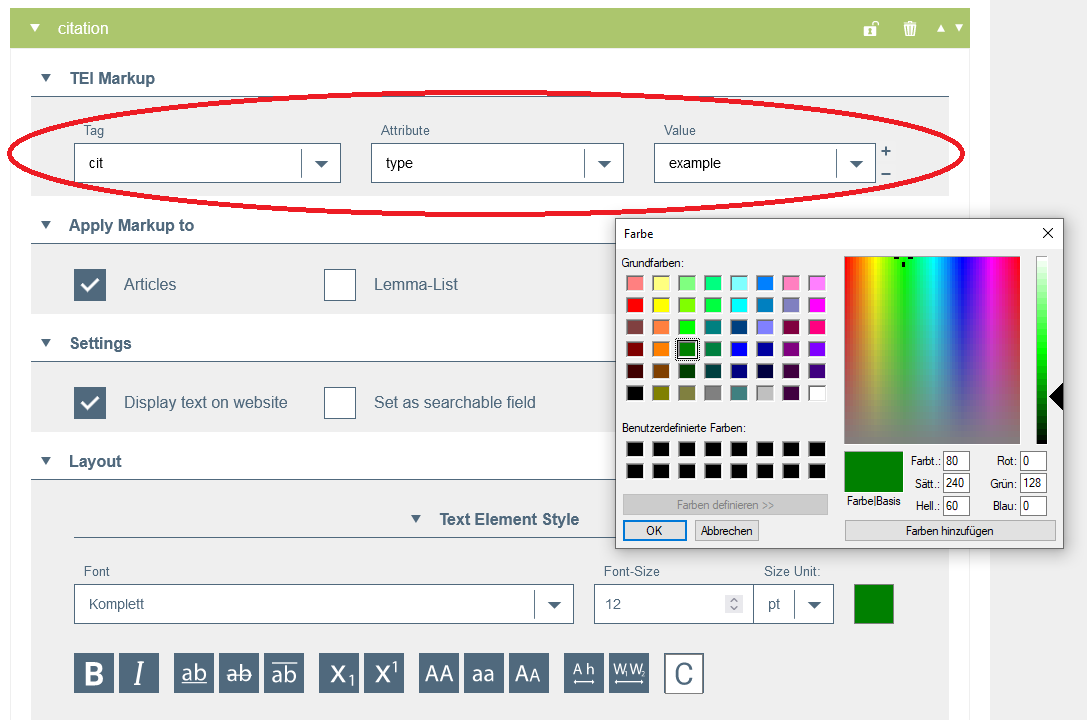 citation
TEI Markup
Tag Attribute Value
cit type example
+
−
Apply Markup to
Articles Lemma-List
Settings
Display text on website Set as searchable field
Layout
Text Element Style
Font Font-Size Size Unit:
Komplett 12 pt
B I ab ab ab X₁ X¹ AA aa AA A h W₁W₂ C
Farbe
Grundfarben:
Benutzerdefinierte Farben:
Farben definieren >>
OK Abbrechen
Farbe|Basis
Farbt.: 80 Rot: 0
Sätt.: 240 Grün: 128
Hell.: 60 Blau: 0
Farben hinzufügen